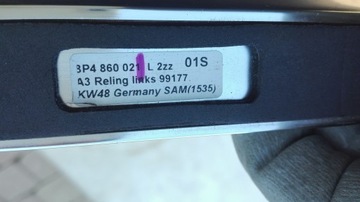 8P4 860 021 L 2zz 01S
A3 Reling links 99177
KW48 Germany SAM(1535)